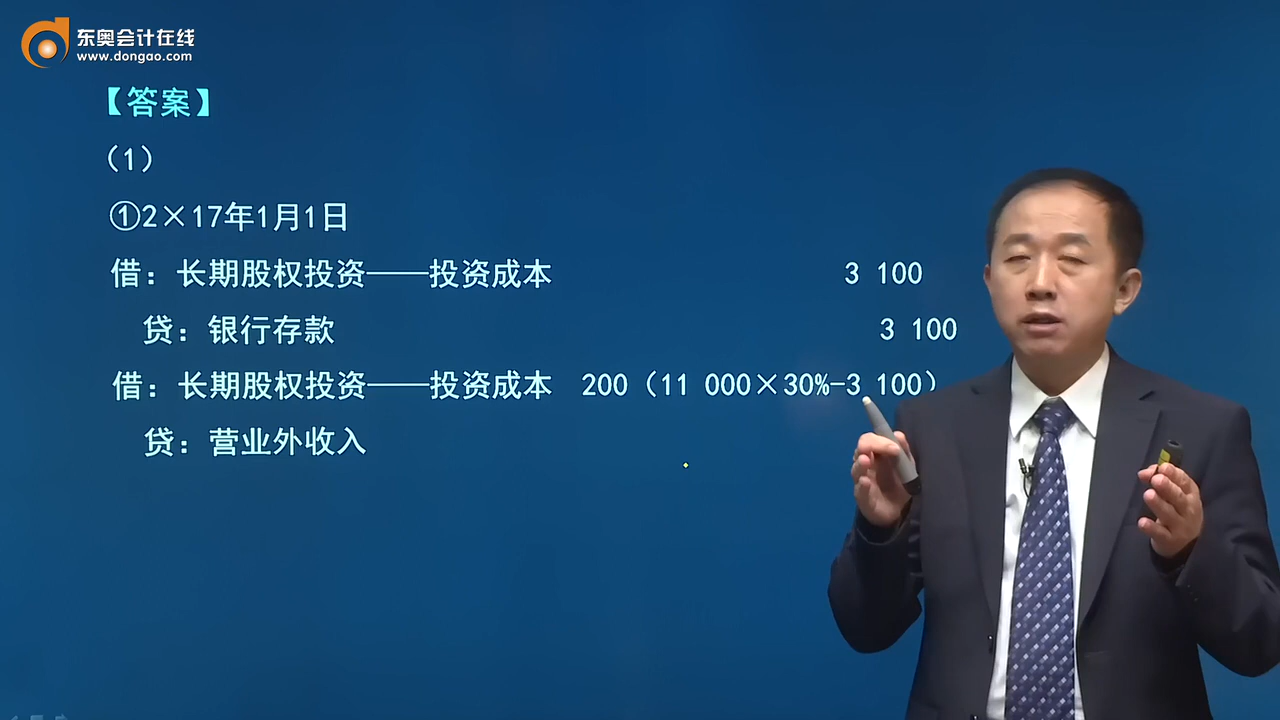 东奥会计在线
www.dongao.com
【答案】
（1）
①2×17年1月1日
借：长期股权投资——投资成本 3 100
贷：银行存款 3 100
借：长期股权投资——投资成本 200（11 000×30%-3 100）
贷：营业外收入